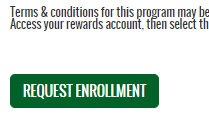 Terms & conditions for this program may be
Access your rewards account, then select th
REQUEST ENROLLMENT